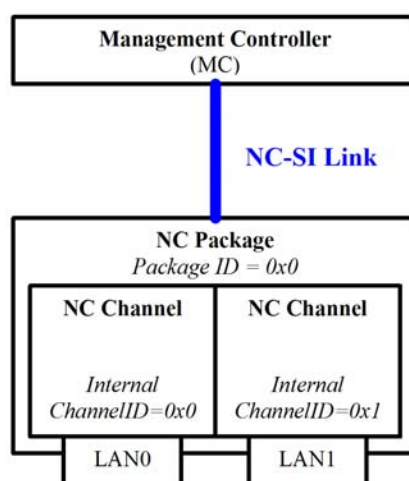 Management Controller
(MC)
NC-SI Link
NC Package
Package ID = 0x0
NC Channel
NC Channel
Internal
ChannelID=0x0
Internal
ChannelID=0x1
LAN0
LAN1